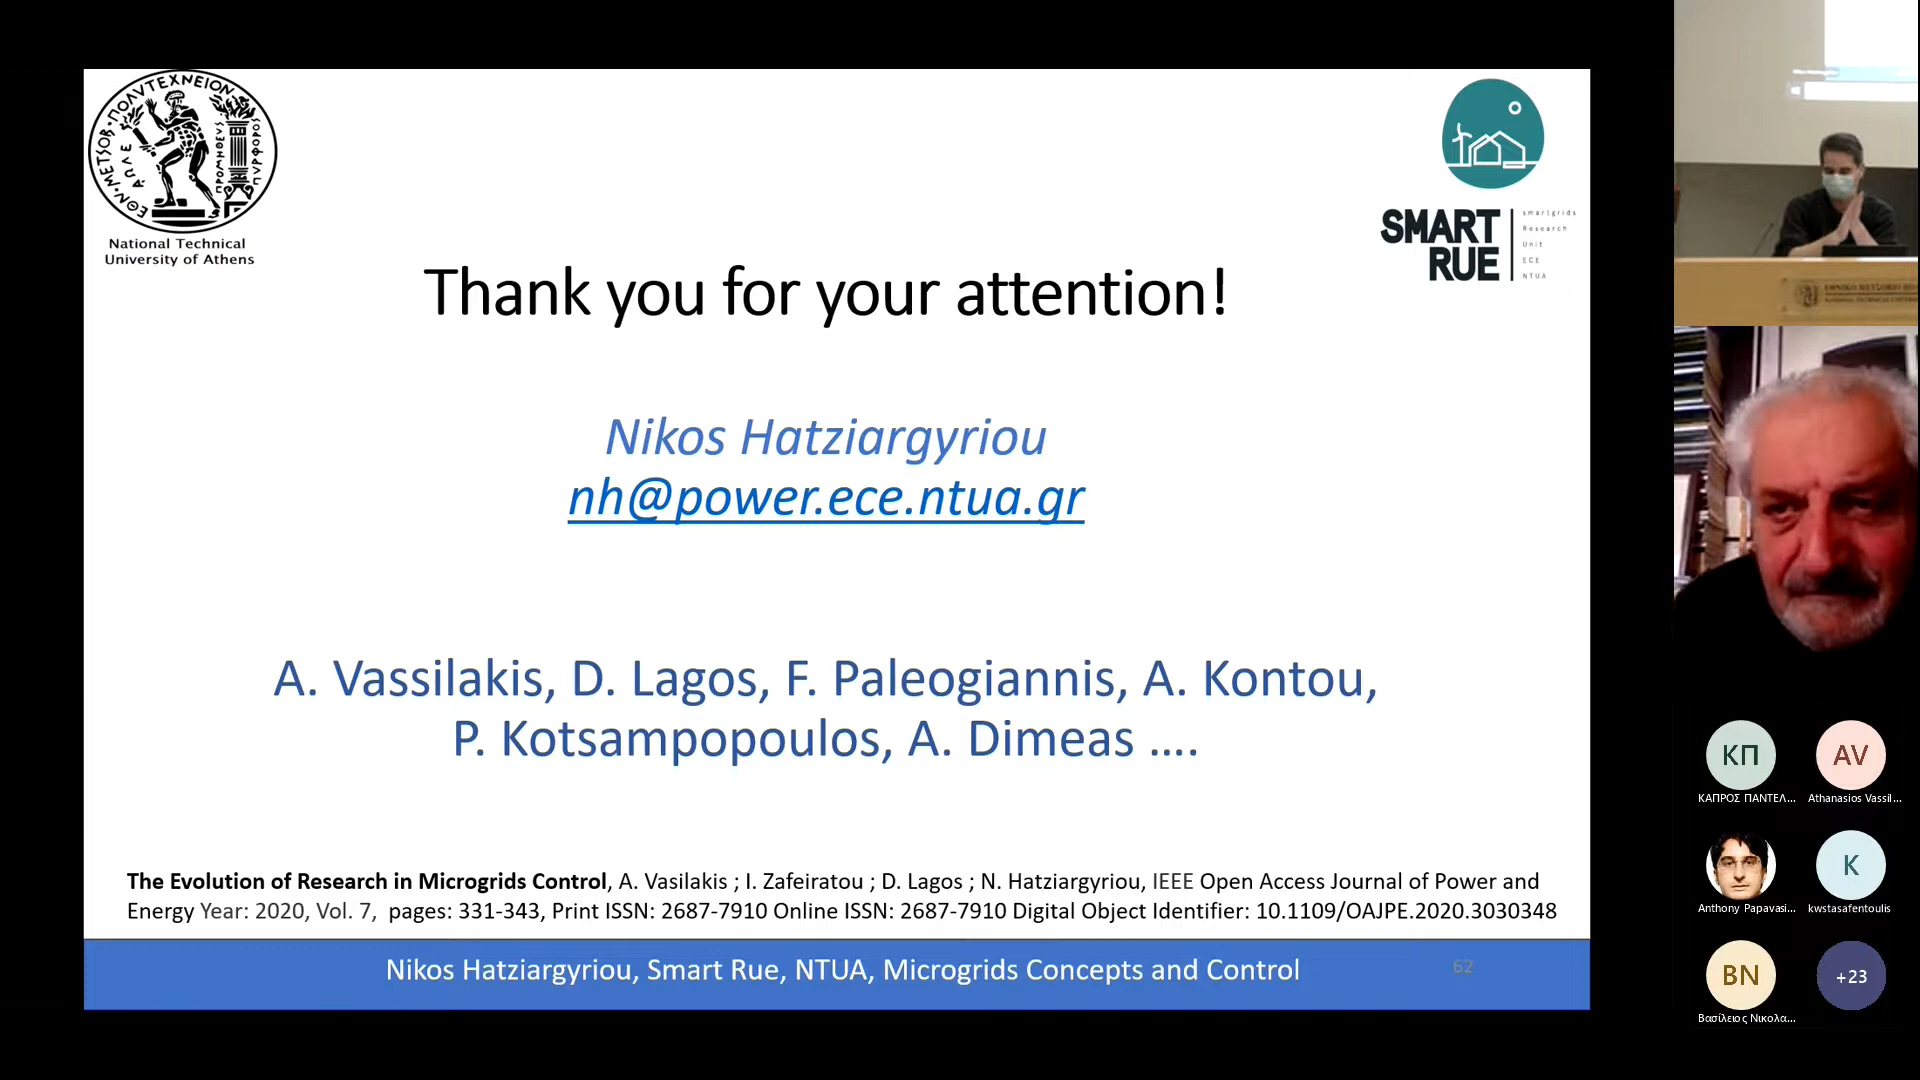 ΕΘΝ·ΜΕΤΣΟΒ·ΠΟΛΥΤΕΧΝΕΙΟΝ
ΠΡΟΜΗΘΕΥΣ
ΠΥΡΦΟΡΟΣ
National Technical
University of Athens
SMART
RUE
smartgrids
Research
Unit
ECE
NTUA
Thank you for your attention!
Nikos Hatziargyriou
nh@power.ece.ntua.gr
A. Vassilakis, D. Lagos, F. Paleogiannis, A. Kontou,
P. Kotsampopoulos, A. Dimeas ....
The Evolution of Research in Microgrids Control, A. Vasilakis ; I. Zafeiratou ; D. Lagos ; N. Hatziargyriou, IEEE Open Access Journal of Power and
Energy Year: 2020, Vol. 7, pages: 331-343, Print ISSN: 2687-7910 Online ISSN: 2687-7910 Digital Object Identifier: 10.1109/OAJPE.2020.3030348
Nikos Hatziargyriou, Smart Rue, NTUA, Microgrids Concepts and Control
62
ΚΠ
ΚΑΠΡΟΣ ΠΑΝΤΕΛ...
AV
Athanasios Vassil...
Anthony Papavasi...
K
kwstasafentoulis
ΒΝ
Βασίλειος Νικολα...
+23